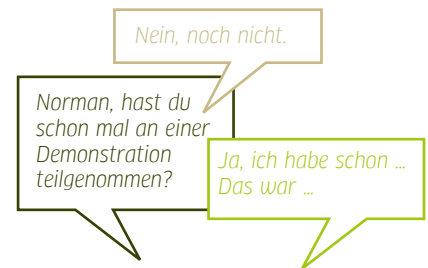 Nein, noch nicht.
Norman, hast du
schon mal an einer
Demonstration
teilgenommen?
Ja, ich habe schon ...
Das war ...